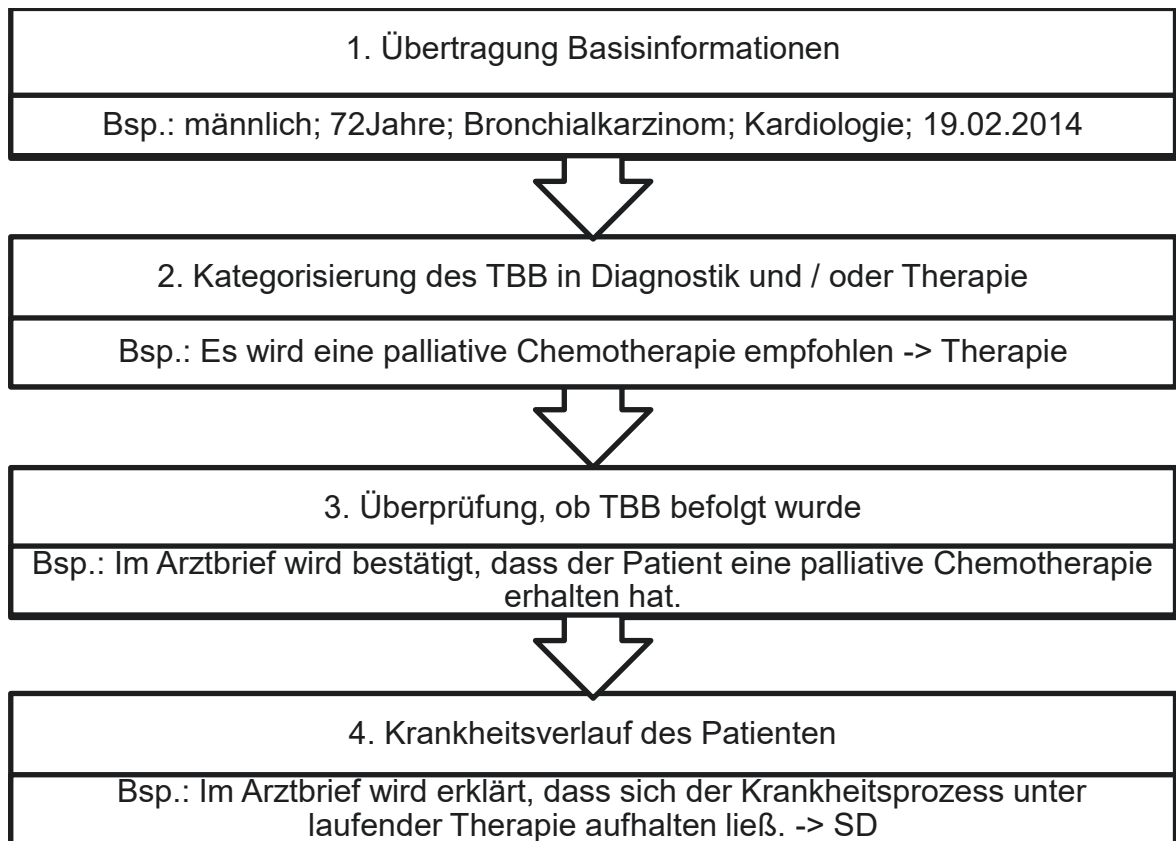 1. Übertragung Basisinformationen
Bsp.: männlich; 72Jahre; Bronchialkarzinom; Kardiologie; 19.02.2014
2. Kategorisierung des TBB in Diagnostik und / oder Therapie
Bsp.: Es wird eine palliative Chemotherapie empfohlen -> Therapie
3. Überprüfung, ob TBB befolgt wurde
Bsp.: Im Arztbrief wird bestätigt, dass der Patient eine palliative Chemotherapie
erhalten hat.
4. Krankheitsverlauf des Patienten
Bsp.: Im Arztbrief wird erklärt, dass sich der Krankheitsprozess unter
laufender Therapie aufhalten ließ. -> SD